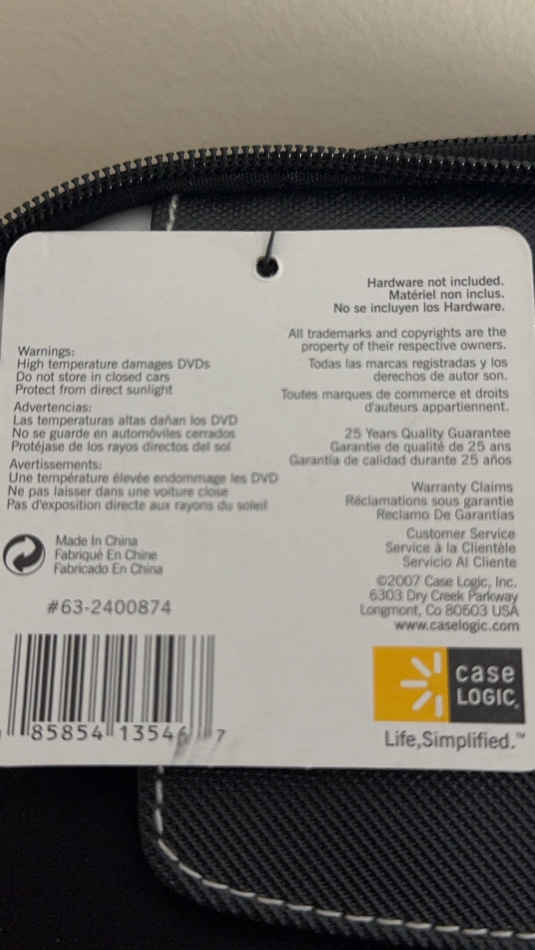 Hardware not included.
Matériel non inclus.
No se incluyen los Hardware.
All trademarks and copyrights are the
property of their respective owners.
Todas las marcas registradas y los
derechos de autor son.
Toutes marques de commerce et droits
d'auteurs appartiennent.
25 Years Quality Guarantee
Garantie de qualité de 25 ans
Garantía de calidad durante 25 años
Warranty Claims
Réclamations sous garantie
Reclamo De Garantias
Customer Service
Service à la Clientèle
Servicio Al Cliente
©2007 Case Logic, Inc.
6303 Dry Creek Parkway
Longmont, Co 80503 USA
www.caselogic.com
case
LOGIC®
Life,Simplified.™
Warnings:
High temperature damages DVDs
Do not store in closed cars
Protect from direct sunlight
Advertencias:
Las temperaturas altas dañan los DVD
No se guarde en automóviles cerrados
Protéjase de los rayos directos del sol
Avertissements:
Une température élevée endommage les DVD
Ne pas laisser dans une voiture close
Pas d'exposition directe aux rayons du soleil
Made In China
Fabriqué En Chine
Fabricado En China
#63-2400874
85854 13546 7